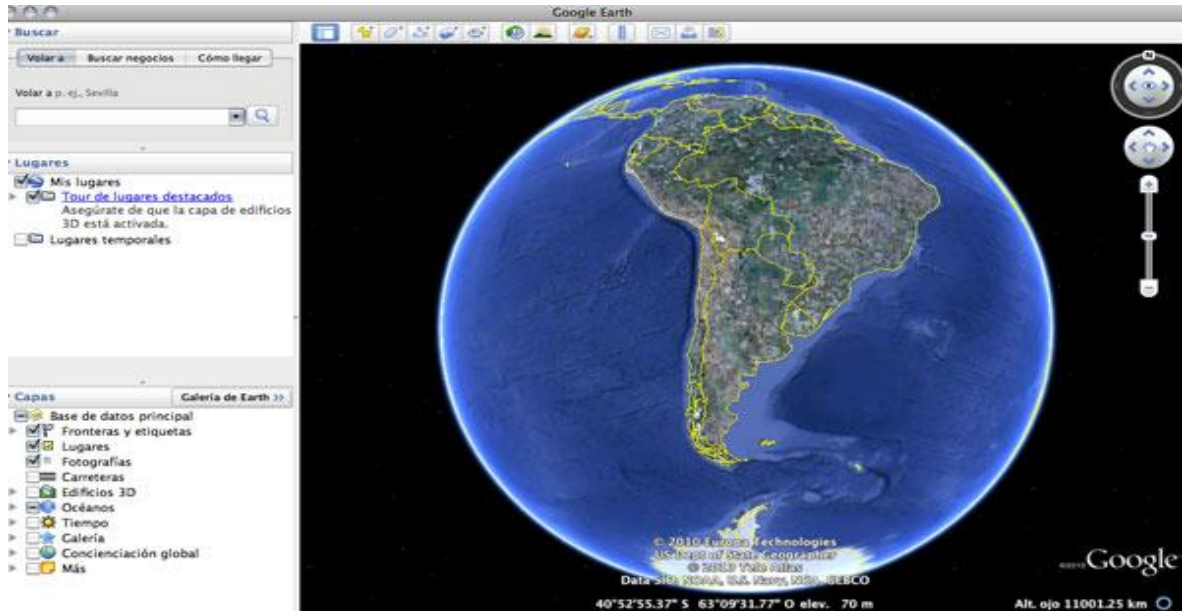 Google Earth
Buscar
Volar a Buscar negocios Cómo llegar
Volar a p. ej., Sevilla
Lugares
Mis lugares
Tour de lugares destacados
Asegúrate de que la capa de edificios
3D está activada.
Lugares temporales
Capas Galería de Earth >>
Base de datos principal
Fronteras y etiquetas
Lugares
Fotografías
Carreteras
Edificios 3D
Océanos
Tiempo
Galería
Concienciación global
Más
N
© 2010 Europa Technologies
US Dept of State Geographer
© 2010 Tele Atlas
Data SIO, NOAA, U.S. Navy, NGA, GEBCO
©2010 Google
40°52'55.37" S 63°09'31.77" O elev. 70 m
Alt. ojo 11001.25 km